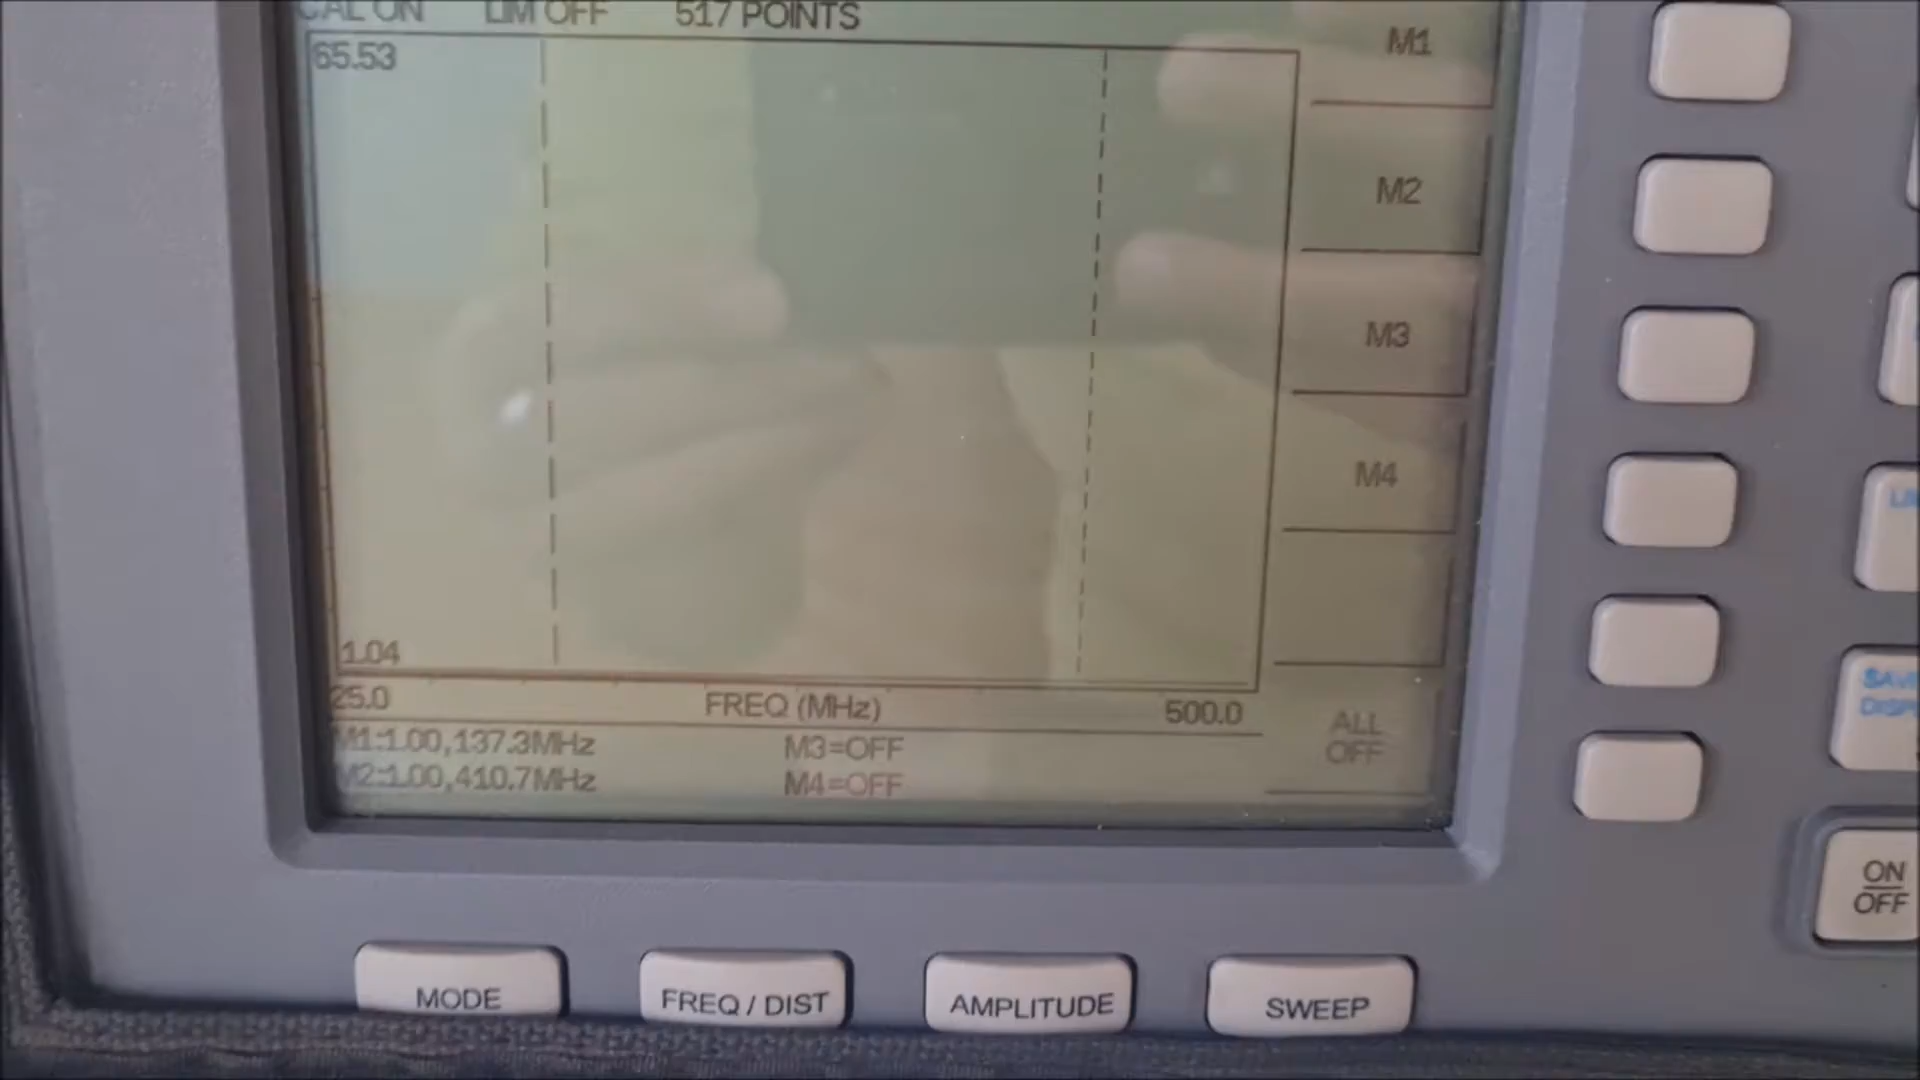 CAL ON LIM OFF 517 POINTS
65.53
M1
M2
M3
M4
1.04
25.0 FREQ (MHz) 500.0
ALL
OFF
M1:1.00,137.3MHz M3=OFF
M2:1.00,410.7MHz M4=OFF
ON
OFF
MODE
FREQ / DIST
AMPLITUDE
SWEEP